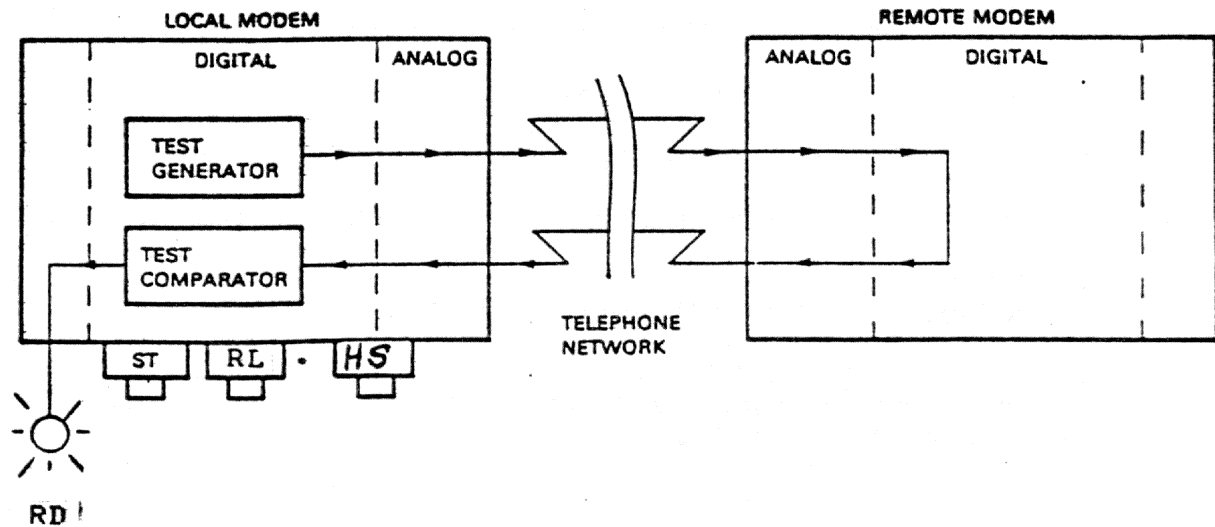 LOCAL MODEM
REMOTE MODEM
DIGITAL
ANALOG
ANALOG
DIGITAL
TEST
GENERATOR
TEST
COMPARATOR
TELEPHONE
NETWORK
ST
RL
HS
RD